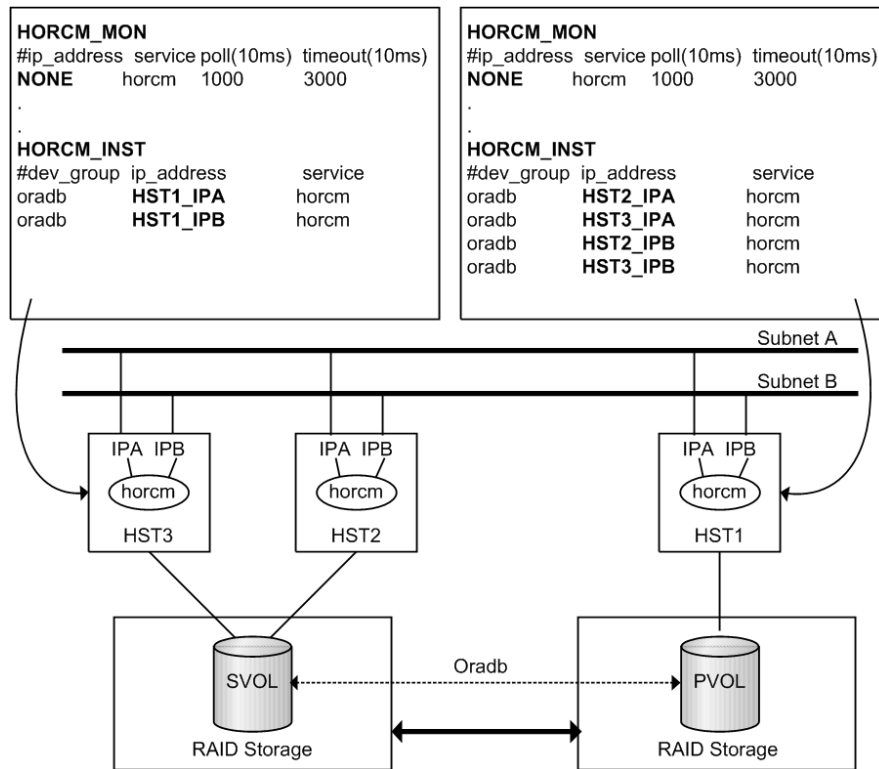 HORCM_MON
#ip_address service poll(10ms) timeout(10ms)
NONE horcm 1000 3000
.
.
HORCM_INST
#dev_group ip_address service
oradb HST1_IPA horcm
oradb HST1_IPB horcm
HORCM_MON
#ip_address service poll(10ms) timeout(10ms)
NONE horcm 1000 3000
.
.
HORCM_INST
#dev_group ip_address service
oradb HST2_IPA horcm
oradb HST3_IPA horcm
oradb HST2_IPB horcm
oradb HST3_IPB horcm
Subnet A
Subnet B
IPA IPB
horcm
HST3
IPA IPB
horcm
HST2
IPA IPB
horcm
HST1
SVOL
Oradb
PVOL
RAID Storage
RAID Storage